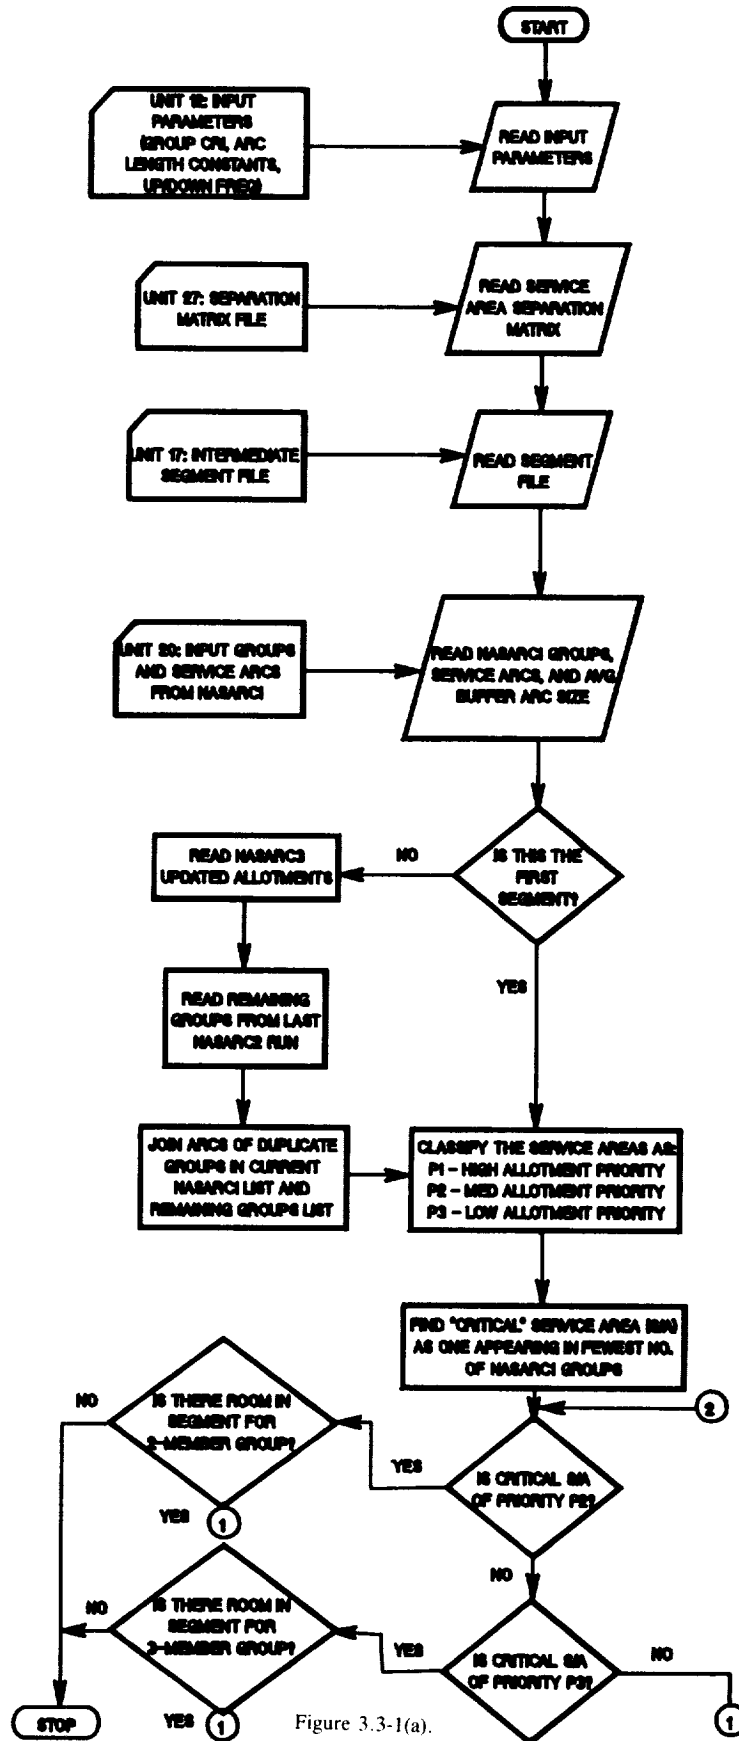 START
UNIT 12: INPUT
PARAMETERS
(GROUP CRI, ARC
LENGTH CONSTANTS,
UP/DOWN FREQ)
READ INPUT
PARAMETERS
UNIT 27: SEPARATION
MATRIX FILE
READ SERVICE
AREA SEPARATION
MATRIX
UNIT 17: INTERMEDIATE
SEGMENT FILE
READ SEGMENT
FILE
UNIT 20: INPUT GROUPS
AND SERVICE ARCS
FROM NASARC1
READ NASARC1 GROUPS,
SERVICE ARCS, AND AVG
BUFFER ARC SIZE
IS THIS THE
FIRST
SEGMENT?
NO
YES
READ NASARC3
UPDATED ALLOTMENTS
READ REMAINING
GROUPS FROM LAST
NASARC2 RUN
JOIN ARCS OF DUPLICATE
GROUPS IN CURRENT
NASARC1 LIST AND
REMAINING GROUPS LIST
CLASSIFY THE SERVICE AREAS AS:
P1 - HIGH ALLOTMENT PRIORITY
P2 - MED ALLOTMENT PRIORITY
P3 - LOW ALLOTMENT PRIORITY
FIND "CRITICAL" SERVICE AREA (S/A)
AS ONE APPEARING IN FEWEST NO.
OF NASARC1 GROUPS
2
IS CRITICAL S/A
OF PRIORITY P2?
YES
NO
IS THERE ROOM IN
SEGMENT FOR
2-MEMBER GROUP?
NO
YES
1
IS CRITICAL S/A
OF PRIORITY P3?
YES
NO
1
IS THERE ROOM IN
SEGMENT FOR
-MEMBER GROUP?
NO
YES
1
STOP
Figure 3.3-1(a).